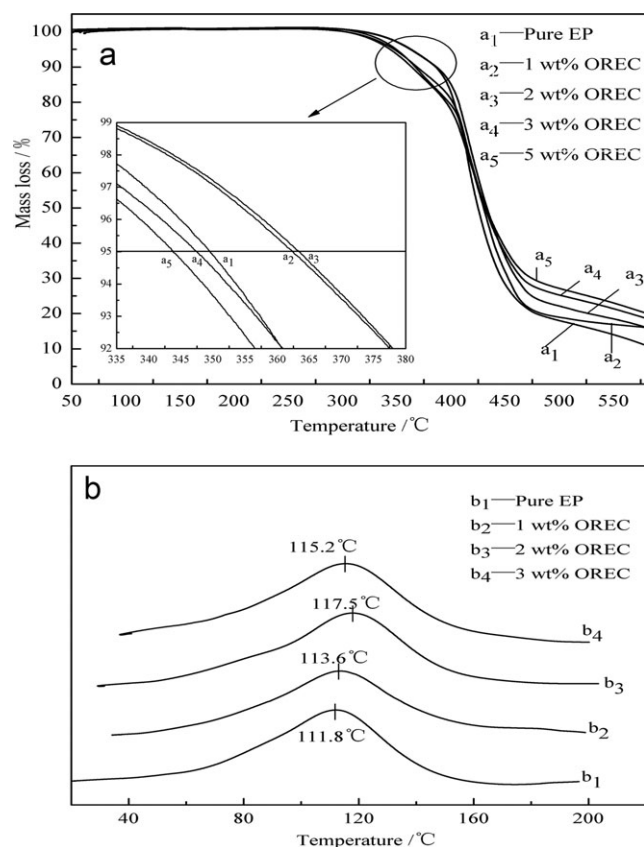 a
a₁—Pure EP
a₂—1 wt% OREC
a₃—2 wt% OREC
a₄—3 wt% OREC
a₅—5 wt% OREC
Mass loss / %
100
90
80
70
60
50
40
30
20
10
0
99
98
97
96
95
94
93
92
a₅ a₄ a₁ a₂ a₃
335 340 345 350 355 360 365 370 375 380
a₅
a₄
a₃
a₁
a₂
50 100 150 200 250 300 350 400 450 500 550
Temperature /℃
b
b₁—Pure EP
b₂—1 wt% OREC
b₃—2 wt% OREC
b₄—3 wt% OREC
115.2℃
b₄
117.5℃
b₃
113.6℃
b₂
111.8℃
b₁
40 80 120 160 200
Temperature /℃